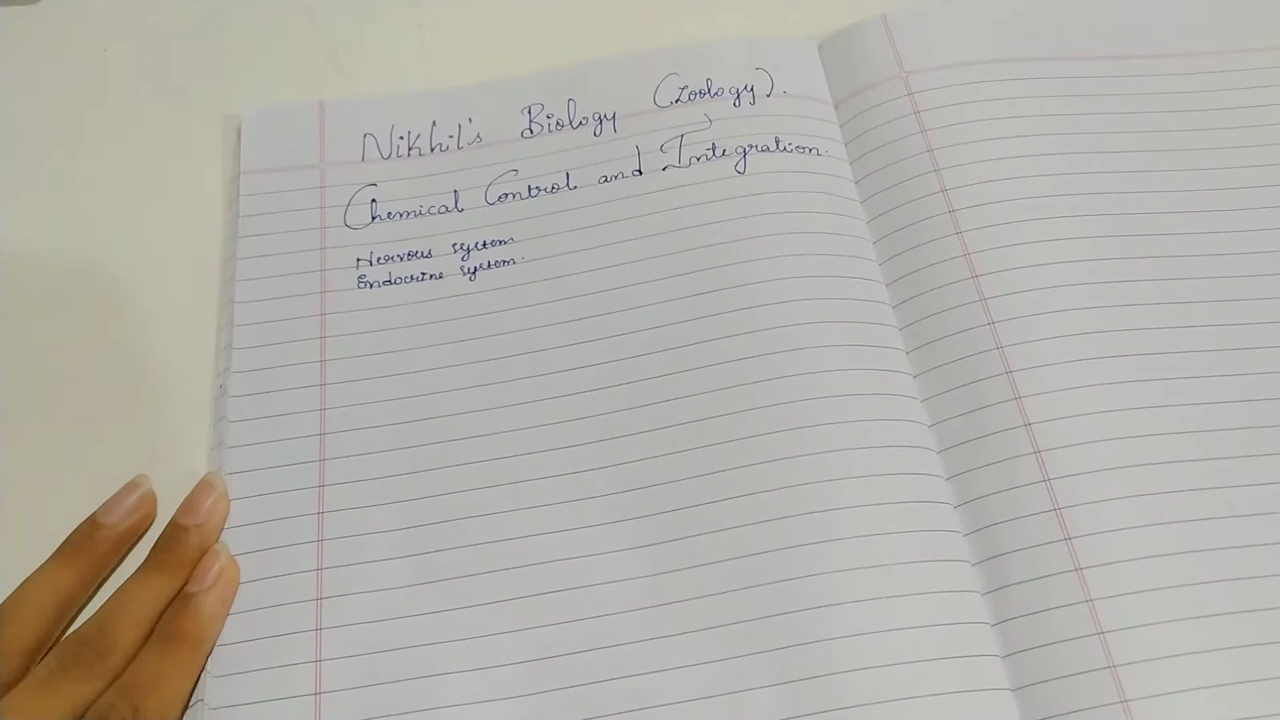 Nikhil's Biology (Zoology).
Chemical Control and Integration.
Nervous system
Endocrine system.